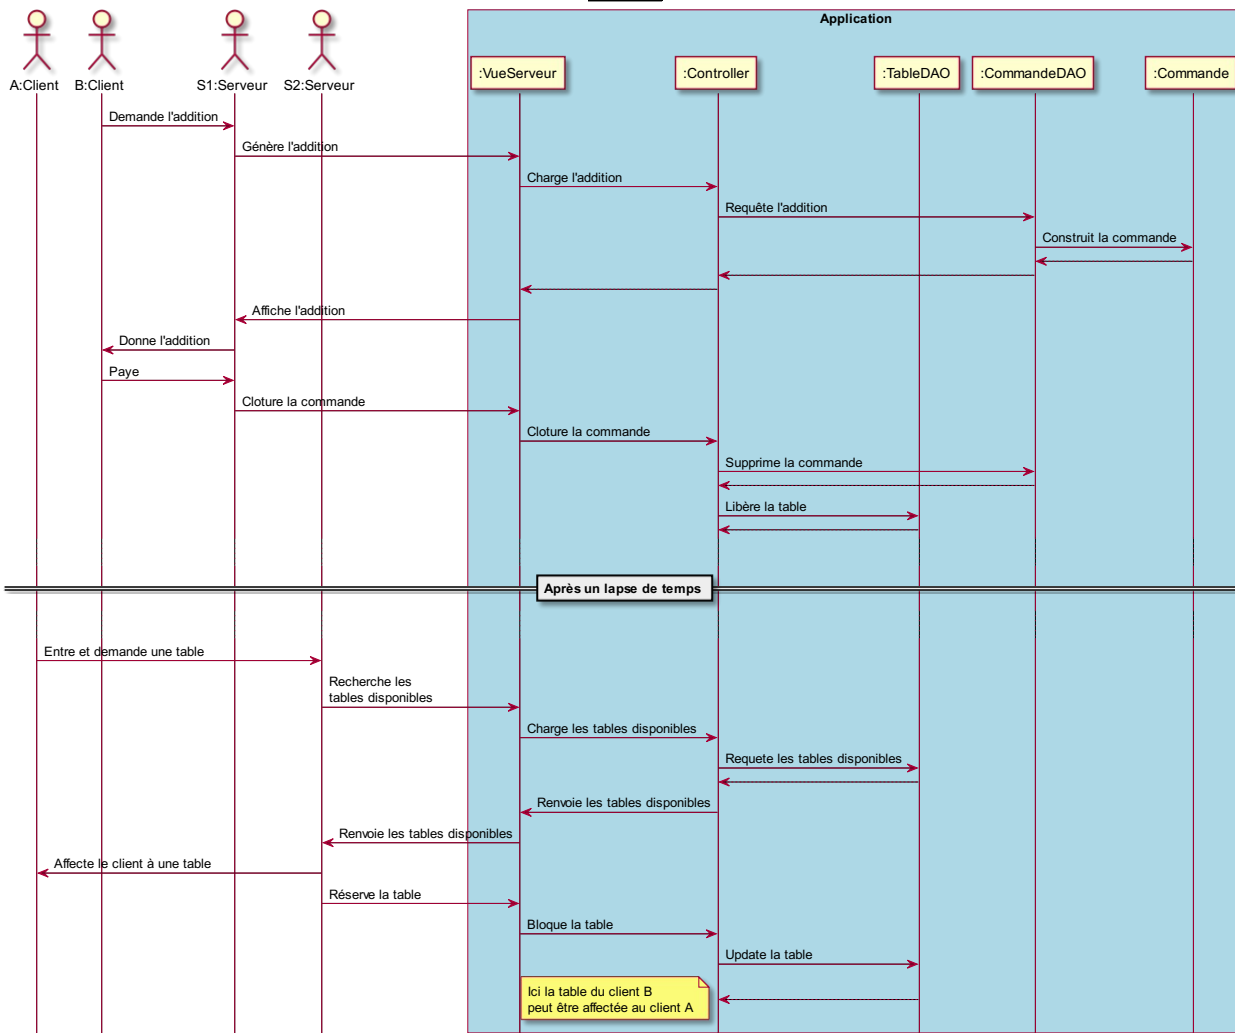 Application
A:Client
B:Client
S1:Serveur
S2:Serveur
:VueServeur
:Controller
:TableDAO
:CommandeDAO
:Commande
Demande l'addition
Génère l'addition
Charge l'addition
Requête l'addition
Construit la commande
Affiche l'addition
Donne l'addition
Paye
Cloture la commande
Cloture la commande
Supprime la commande
Libère la table
Après un lapse de temps
Entre et demande une table
Recherche les
tables disponibles
Charge les tables disponibles
Requete les tables disponibles
Renvoie les tables disponibles
Renvoie les tables disponibles
Affecte le client à une table
Réserve la table
Bloque la table
Update la table
Ici la table du client B
peut être affectée au client A